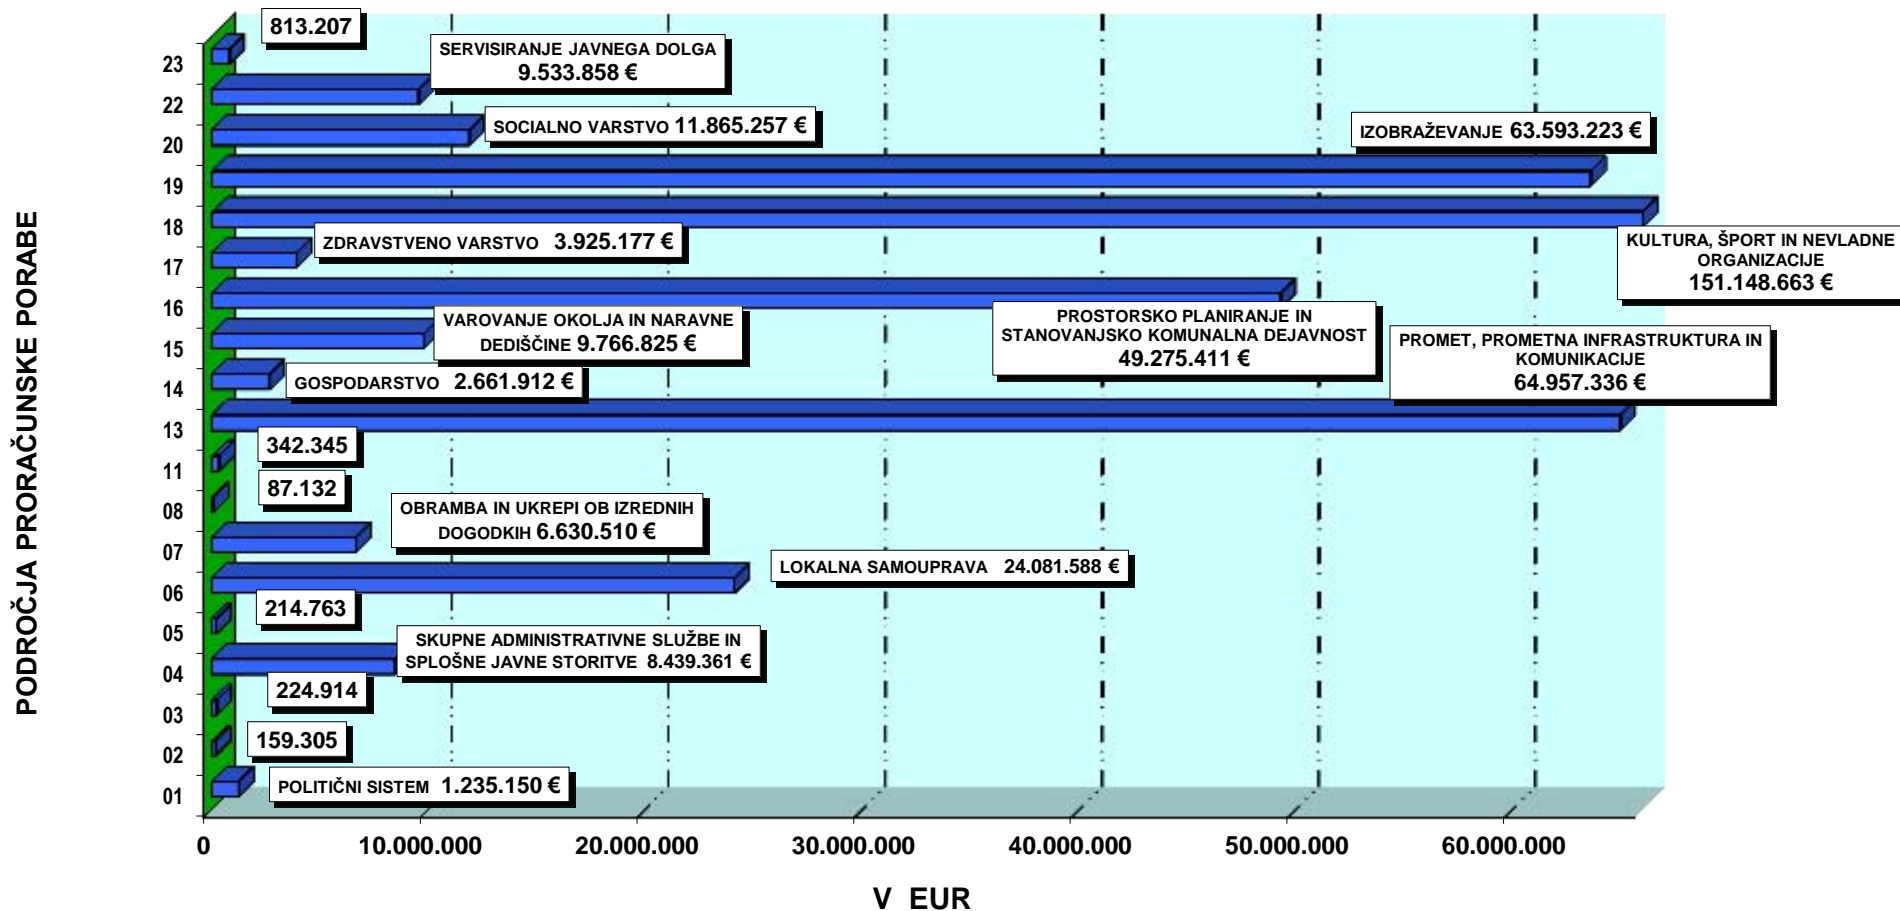 813.207
23
SERVISIRANJE JAVNEGA DOLGA
9.533.858 €
22
SOCIALNO VARSTVO 11.865.257 €
20
IZOBRAŽEVANJE 63.593.223 €
19
18
KULTURA, ŠPORT IN NEVLADNE
ORGANIZACIJE
151.148.663 €
ZDRAVSTVENO VARSTVO 3.925.177 €
17
16
PROSTORSKO PLANIRANJE IN
STANOVANJSKO KOMUNALNA DEJAVNOST
49.275.411 €
VAROVANJE OKOLJA IN NARAVNE
DEDIŠČINE 9.766.825 €
15
PROMET, PROMETNA INFRASTRUKTURA IN
KOMUNIKACIJE
64.957.336 €
GOSPODARSTVO 2.661.912 €
14
13
342.345
11
87.132
08
OBRAMBA IN UKREPI OB IZREDNIH
DOGODKIH 6.630.510 €
07
LOKALNA SAMOUPRAVA 24.081.588 €
06
214.763
05
SKUPNE ADMINISTRATIVNE SLUŽBE IN
SPLOŠNE JAVNE STORITVE 8.439.361 €
04
224.914
03
159.305
02
POLITIČNI SISTEM 1.235.150 €
01
PODROČJA PRORAČUNSKE PORABE
0 10.000.000 20.000.000 30.000.000 40.000.000 50.000.000 60.000.000
V EUR